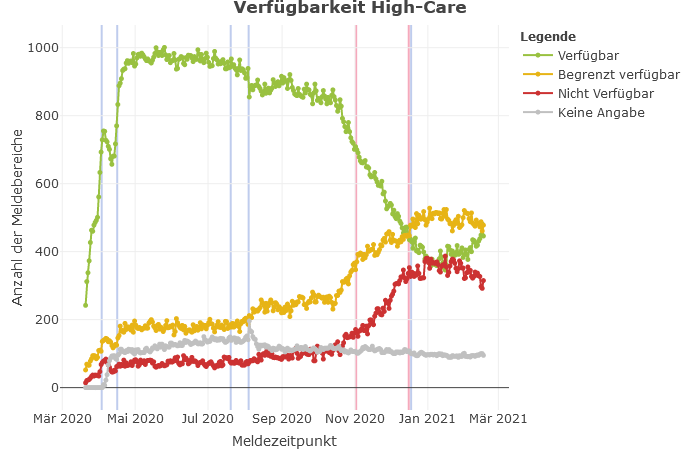 Verfügbarkeit High-Care
1000
800
600
400
200
0
Anzahl der Meldebereiche
Mär 2020
Mai 2020
Jul 2020
Sep 2020
Nov 2020
Jan 2021
Mär 2021
Meldezeitpunkt
Legende
Verfügbar
Begrenzt verfügbar
Nicht Verfügbar
Keine Angabe